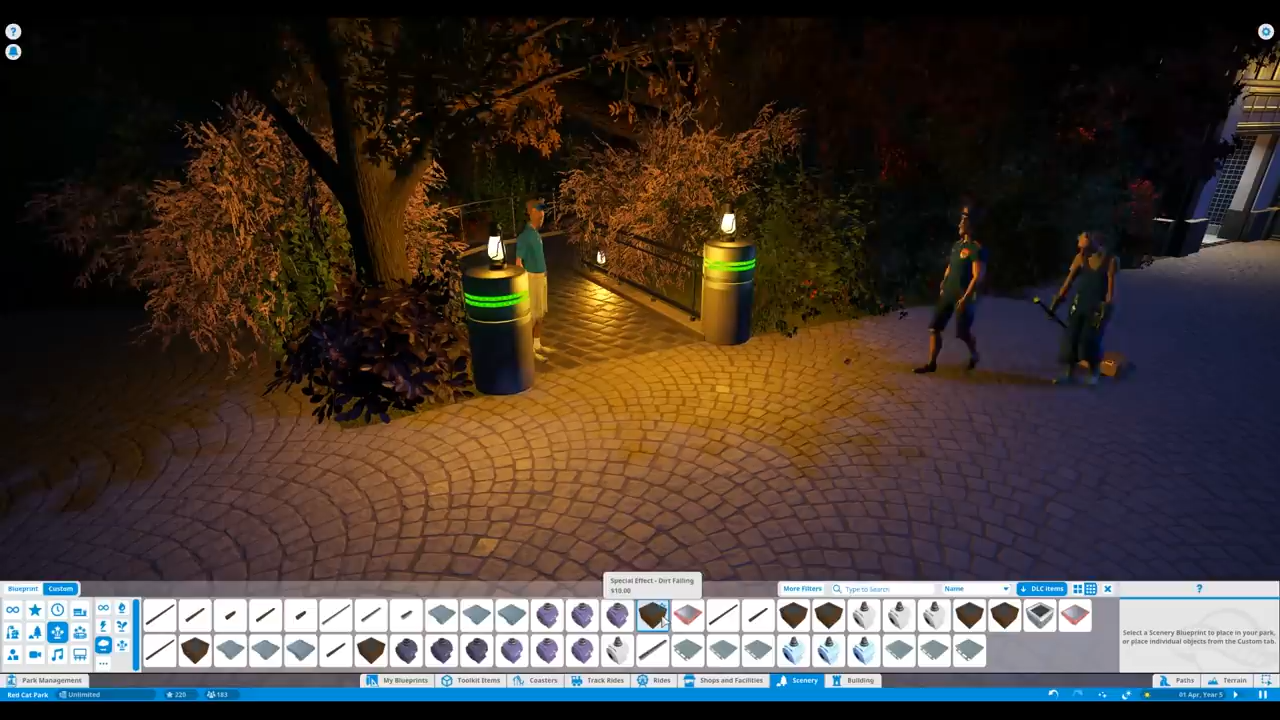 ?
Special Effect - Dirt Falling
$10.00
Blueprint
Custom
More Filters
Type to Search
Name
DLC Items
?
Select a Scenery Blueprint to place in your park,
or place individual objects from the Custom tab.
Park Management
My Blueprints
Toolkit Items
Coasters
Track Rides
Rides
Shops and Facilities
Scenery
Building
Paths
Terrain
Red Cat Park
Unlimited
220
183
01 Apr, Year 5